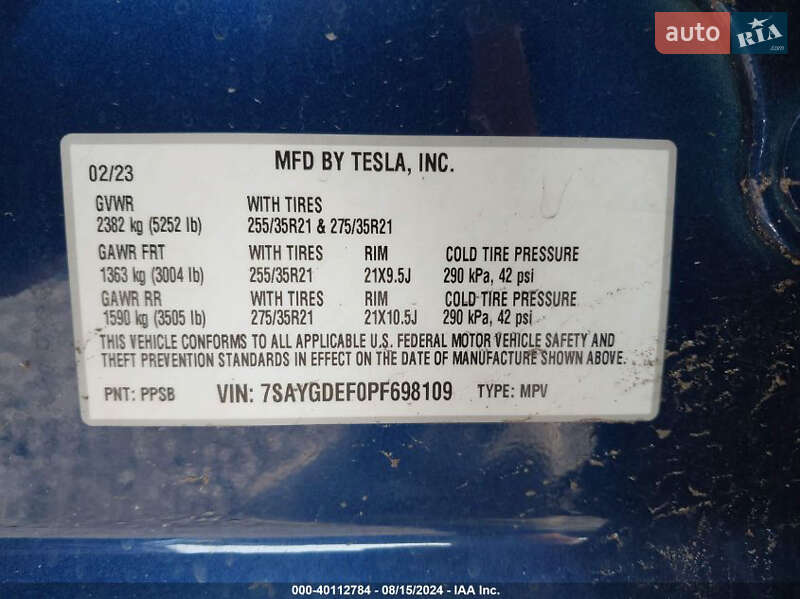 auto RIA
MFD BY TESLA, INC.
02/23
GVWR WITH TIRES
2382 kg (5252 lb) 255/35R21 & 275/35R21
GAWR FRT WITH TIRES RIM COLD TIRE PRESSURE
1363 kg (3004 lb) 255/35R21 21X9.5J 290 kPa, 42 psi
GAWR RR WITH TIRES RIM COLD TIRE PRESSURE
1590 kg (3505 lb) 275/35R21 21X10.5J 290 kPa, 42 psi
THIS VEHICLE CONFORMS TO ALL APPLICABLE U.S. FEDERAL MOTOR VEHICLE SAFETY AND
THEFT PREVENTION STANDARDS IN EFFECT ON THE DATE OF MANUFACTURE SHOWN ABOVE.
PNT: PPSB VIN: 7SAYGDEF0PF698109 TYPE: MPV
000-40112784 - 08/15/2024 - IAA Inc.